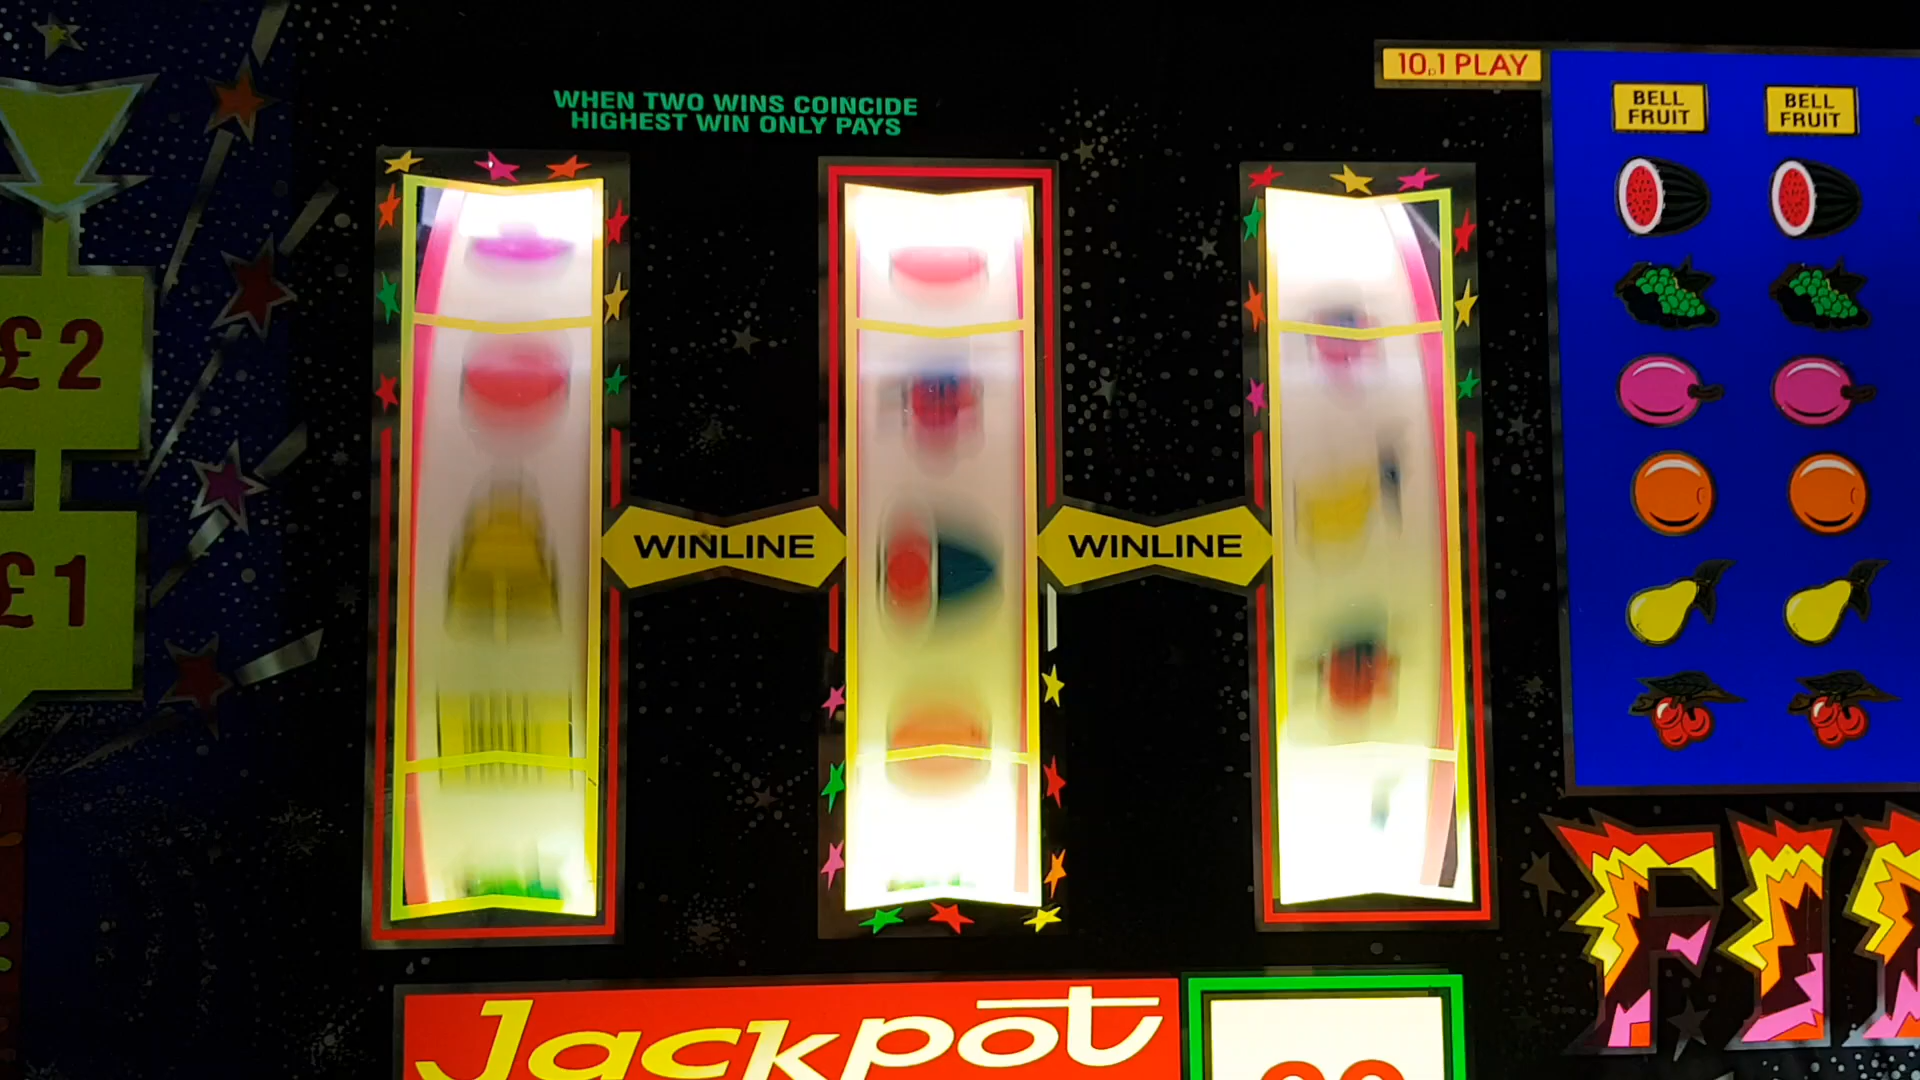 WHEN TWO WINS COINCIDE
HIGHEST WIN ONLY PAYS
10p 1 PLAY
BELL
FRUIT
BELL
FRUIT
£2
WINLINE
WINLINE
£1
Jackpot